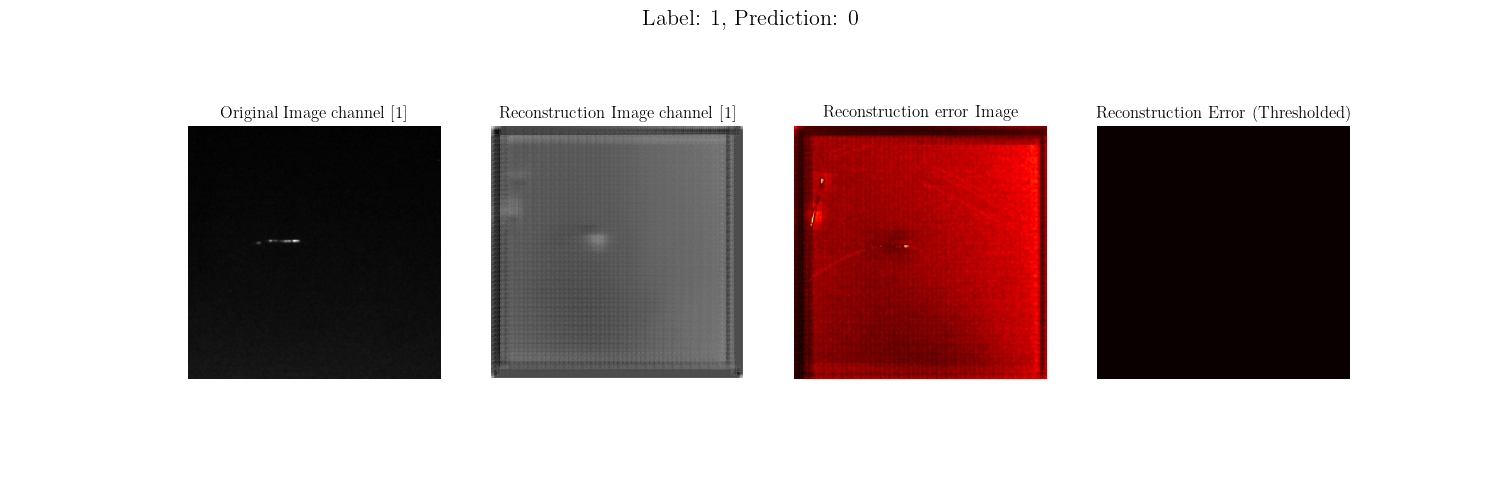 Label: 1, Prediction: 0
Original Image channel [1]
Reconstruction Image channel [1]
Reconstruction error Image
Reconstruction Error (Thresholded)